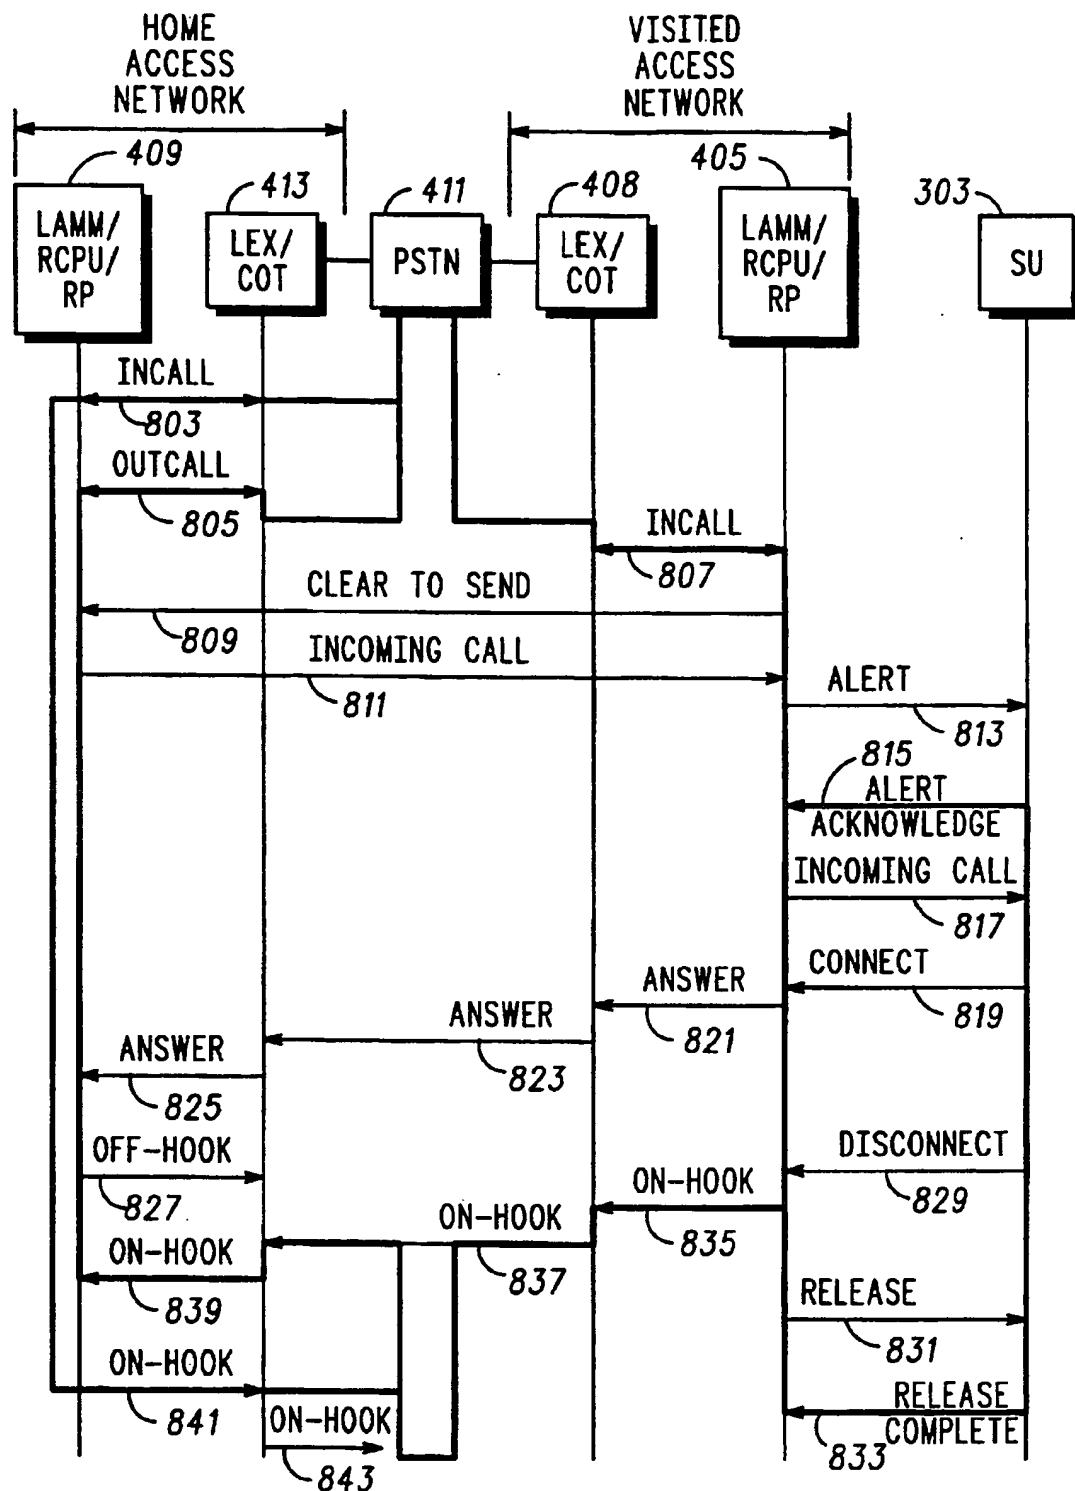 HOME
ACCESS
NETWORK
VISITED
ACCESS
NETWORK
409
413
411
408
405
303
LAMM/
RCPU/
RP
LEX/
COT
PSTN
LEX/
COT
LAMM/
RCPU/
RP
SU
INCALL
803
OUTCALL
805
INCALL
807
CLEAR TO SEND
809
INCOMING CALL
811
ALERT
813
815
ALERT
ACKNOWLEDGE
INCOMING CALL
817
CONNECT
819
ANSWER
821
ANSWER
823
ANSWER
825
OFF-HOOK
827
DISCONNECT
829
ON-HOOK
835
ON-HOOK
837
ON-HOOK
839
RELEASE
831
ON-HOOK
841
RELEASE
COMPLETE
833
ON-HOOK
843